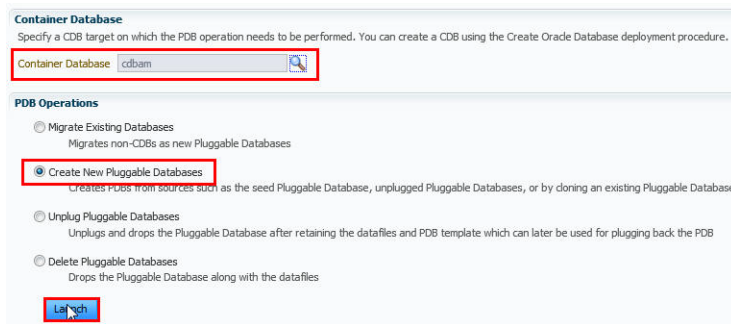 Container Database
Specify a CDB target on which the PDB operation needs to be performed. You can create a CDB using the Create Oracle Database deployment procedure.
Container Database cdbam
PDB Operations
Migrate Existing Databases
Migrates non-CDBs as new Pluggable Databases
Create New Pluggable Databases
Creates PDBs from sources such as the seed Pluggable Database, unplugged Pluggable Databases, or by cloning an existing Pluggable Database
Unplug Pluggable Databases
Unplugs and drops the Pluggable Database after retaining the datafiles and PDB template which can later be used for plugging back the PDB
Delete Pluggable Databases
Drops the Pluggable Database along with the datafiles
Launch